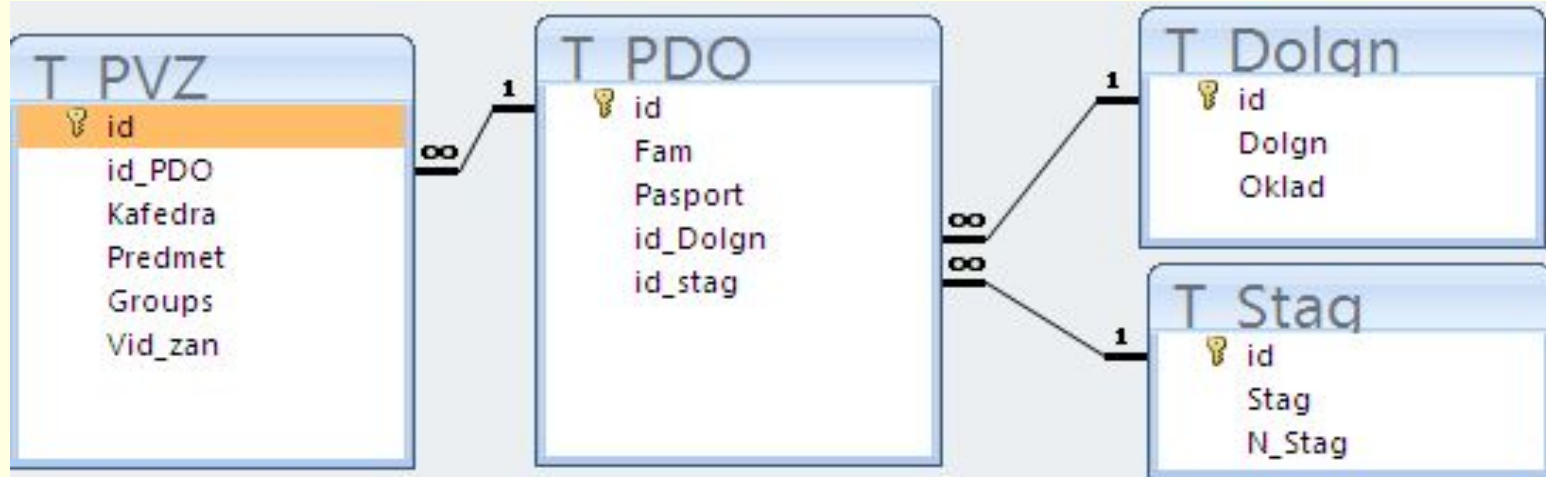 T_PVZ
id
id_PDO
Kafedra
Predmet
Groups
Vid_zan
∞
1
T_PDO
id
Fam
Pasport
id_Dolgn
id_stag
∞
1
∞
1
T_Dolgn
id
Dolgn
Oklad
T_Stag
id
Stag
N_Stag